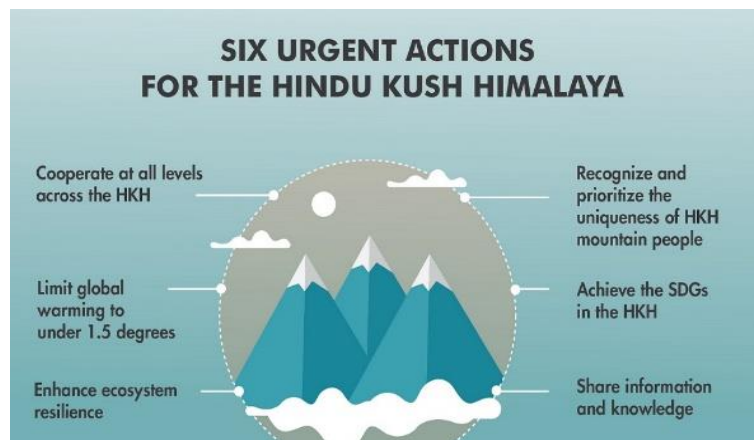 SIX URGENT ACTIONS
FOR THE HINDU KUSH HIMALAYA
Cooperate at all levels
across the HKH
Recognize and
prioritize the
uniqueness of HKH
mountain people
Limit global
warming to
under 1.5 degrees
Achieve the SDGs
in the HKH
Enhance ecosystem
resilience
Share information
and knowledge